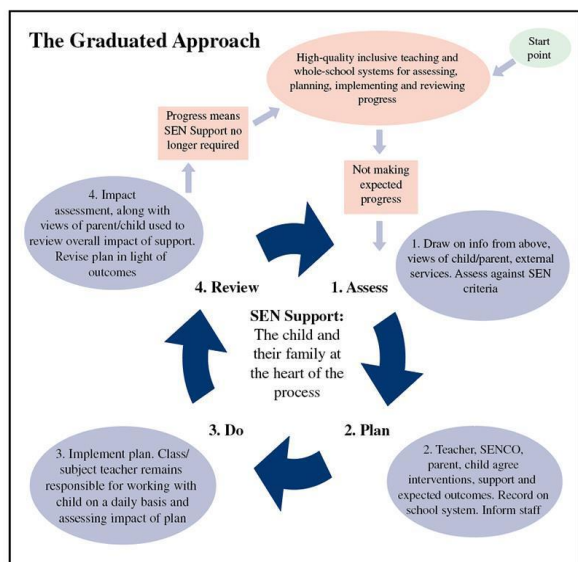 The Graduated Approach
Start
point
High-quality inclusive teaching and
whole-school systems for assessing,
planning, implementing and reviewing
progress
Progress means
SEN Support no
longer required
Not making
expected
progress
4. Impact
assessment, along with
views of parent/child used to
review overall impact of support.
Revise plan in light of
outcomes
1. Draw on info from above,
views of child/parent, external
services. Assess against SEN
criteria
4. Review
1. Assess
SEN Support:
The child and
their family at
the heart of the
process
3. Do
2. Plan
3. Implement plan. Class/
subject teacher remains
responsible for working with
child on a daily basis and
assessing impact of plan
2. Teacher, SENCO,
parent, child agree
interventions, support and
expected outcomes. Record on
school system. Inform staff